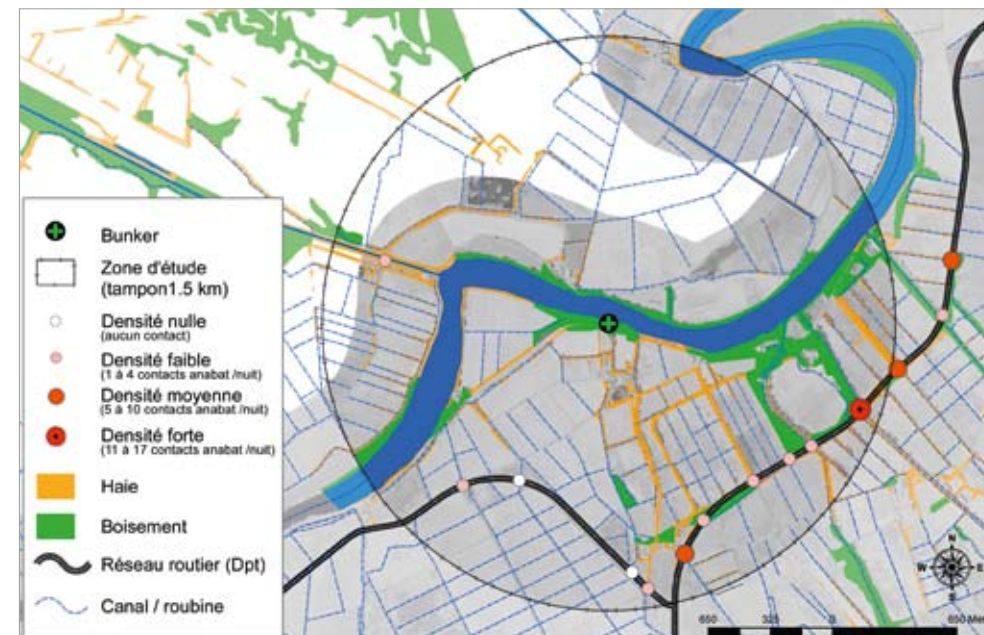 Bunker
Zone d'étude
(tampon1.5 km)
Densité nulle
(aucun contact)
Densité faible
(1 à 4 contacts anabat /nuit)
Densité moyenne
(5 à 10 contacts anabat /nuit)
Densité forte
(11 à 17 contacts anabat /nuit)
Haie
Boisement
Réseau routier (Dpt)
Canal / roubine
N
W E
S
650 325 0 650 Mèt